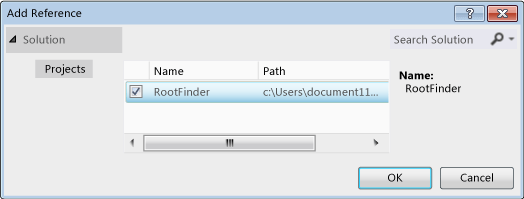 Add Reference
Solution
Search Solution
Projects
Name Path
RootFinder c:\Users\document11...
Name:
RootFinder
OK Cancel